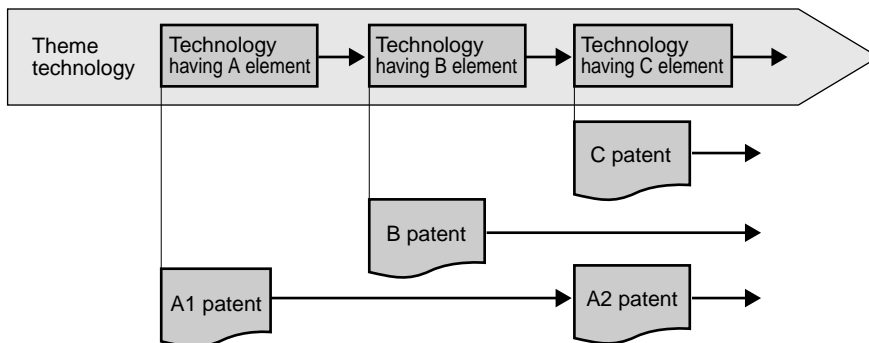 Theme
technology
Technology
having A element
Technology
having B element
Technology
having C element
C patent
B patent
A1 patent
A2 patent